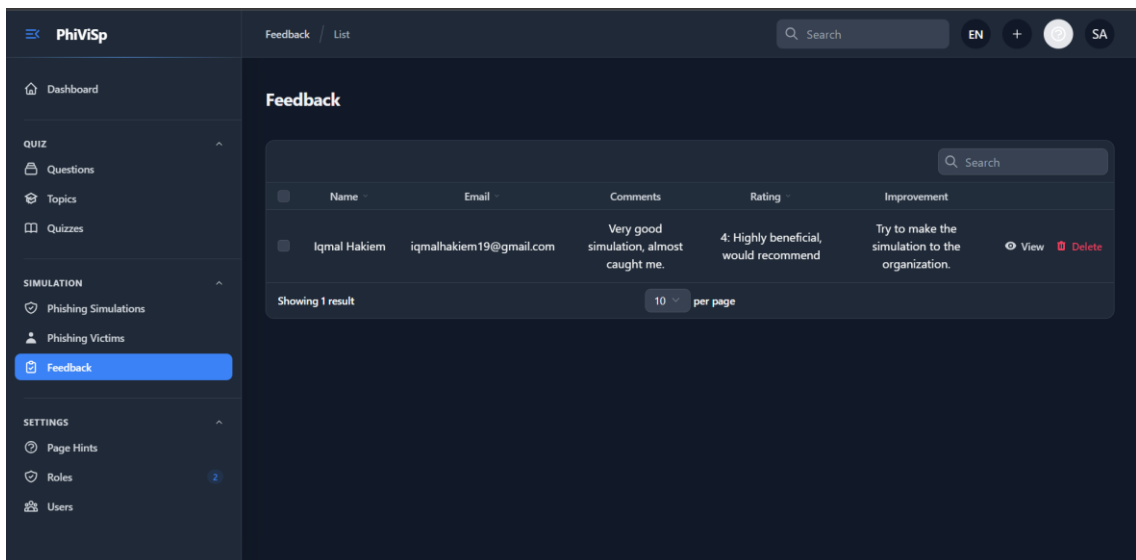 PhiViSp
Feedback / List
Search
EN
+
SA
Dashboard
QUIZ
Questions
Topics
Quizzes
SIMULATION
Phishing Simulations
Phishing Victims
Feedback
SETTINGS
Page Hints
Roles 2
Users
Feedback
Search
Name Email Comments Rating Improvement
Iqmal Hakiem
iqmalhakiem19@gmail.com
Very good
simulation, almost
caught me.
4: Highly beneficial,
would recommend
Try to make the
simulation to the
organization.
View
Delete
Showing 1 result
10 per page